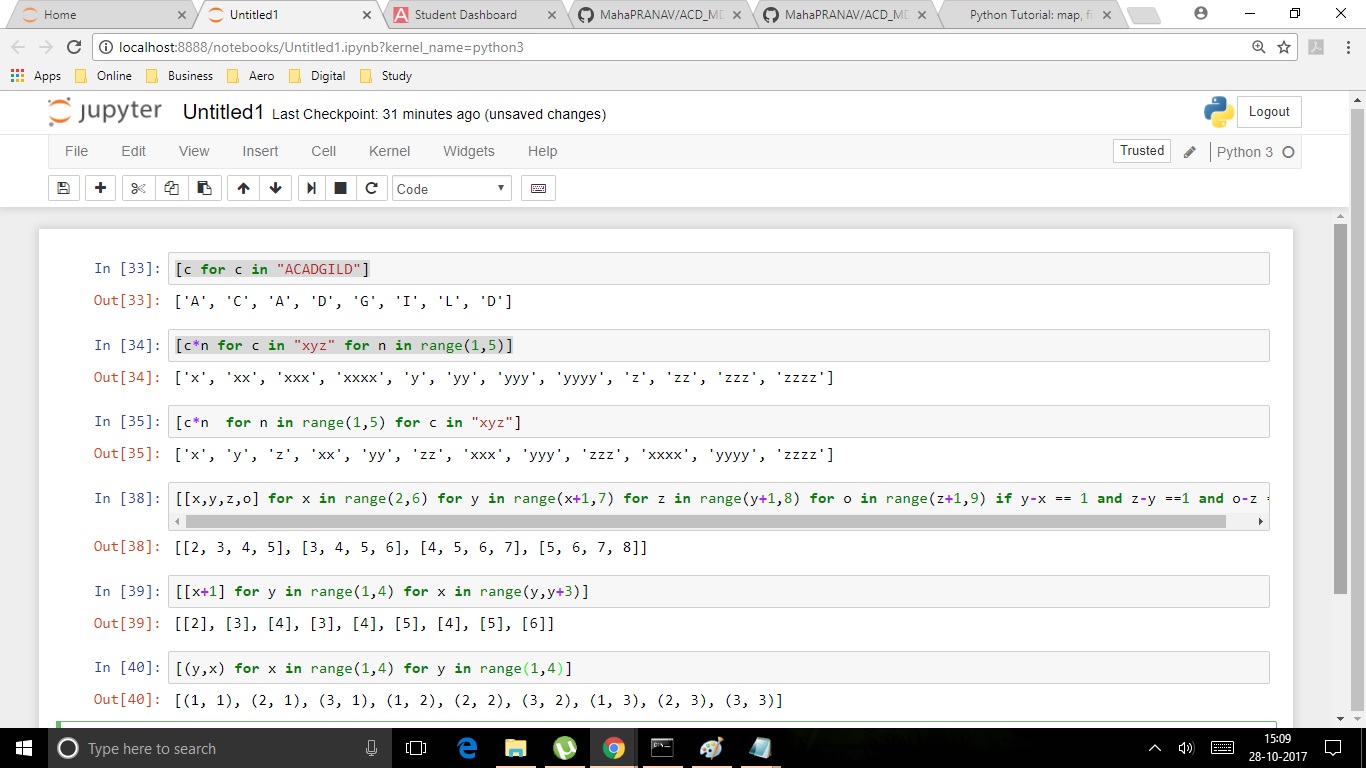 Home
Untitled1
Student Dashboard
MahaPRANAV/ACD_MD
MahaPRANAV/ACD_MD
Python Tutorial: map, f
localhost:8888/notebooks/Untitled1.ipynb?kernel_name=python3
Apps Online Business Aero Digital Study
jupyter Untitled1 Last Checkpoint: 31 minutes ago (unsaved changes)
Logout
File Edit View Insert Cell Kernel Widgets Help
Trusted
Python 3
Code
In [33]: [c for c in "ACADGILD"]
Out[33]: ['A', 'C', 'A', 'D', 'G', 'I', 'L', 'D']
In [34]: [c*n for c in "xyz" for n in range(1,5)]
Out[34]: ['x', 'xx', 'xxx', 'xxxx', 'y', 'yy', 'yyy', 'yyyy', 'z', 'zz', 'zzz', 'zzzz']
In [35]: [c*n  for n in range(1,5) for c in "xyz"]
Out[35]: ['x', 'y', 'z', 'xx', 'yy', 'zz', 'xxx', 'yyy', 'zzz', 'xxxx', 'yyyy', 'zzzz']
In [38]: [[x,y,z,o] for x in range(2,6) for y in range(x+1,7) for z in range(y+1,8) for o in range(z+1,9) if y-x == 1 and z-y ==1 and o-z =
Out[38]: [[2, 3, 4, 5], [3, 4, 5, 6], [4, 5, 6, 7], [5, 6, 7, 8]]
In [39]: [[x+1] for y in range(1,4) for x in range(y,y+3)]
Out[39]: [[2], [3], [4], [3], [4], [5], [4], [5], [6]]
In [40]: [(y,x) for x in range(1,4) for y in range(1,4)]
Out[40]: [(1, 1), (2, 1), (3, 1), (1, 2), (2, 2), (3, 2), (1, 3), (2, 3), (3, 3)]
Type here to search
15:09
28-10-2017